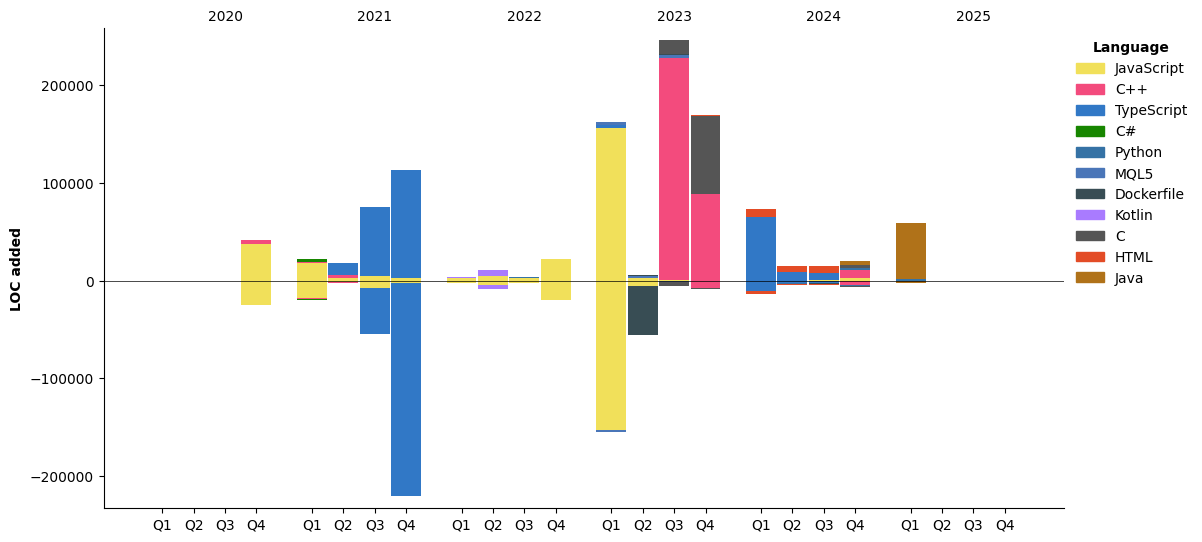 2020 2021 2022 2023 2024 2025
LOC added
200000
100000
0
−100000
−200000
Q1 Q2 Q3 Q4 Q1 Q2 Q3 Q4 Q1 Q2 Q3 Q4 Q1 Q2 Q3 Q4 Q1 Q2 Q3 Q4 Q1 Q2 Q3 Q4
Language
JavaScript
C++
TypeScript
C#
Python
MQL5
Dockerfile
Kotlin
C
HTML
Java